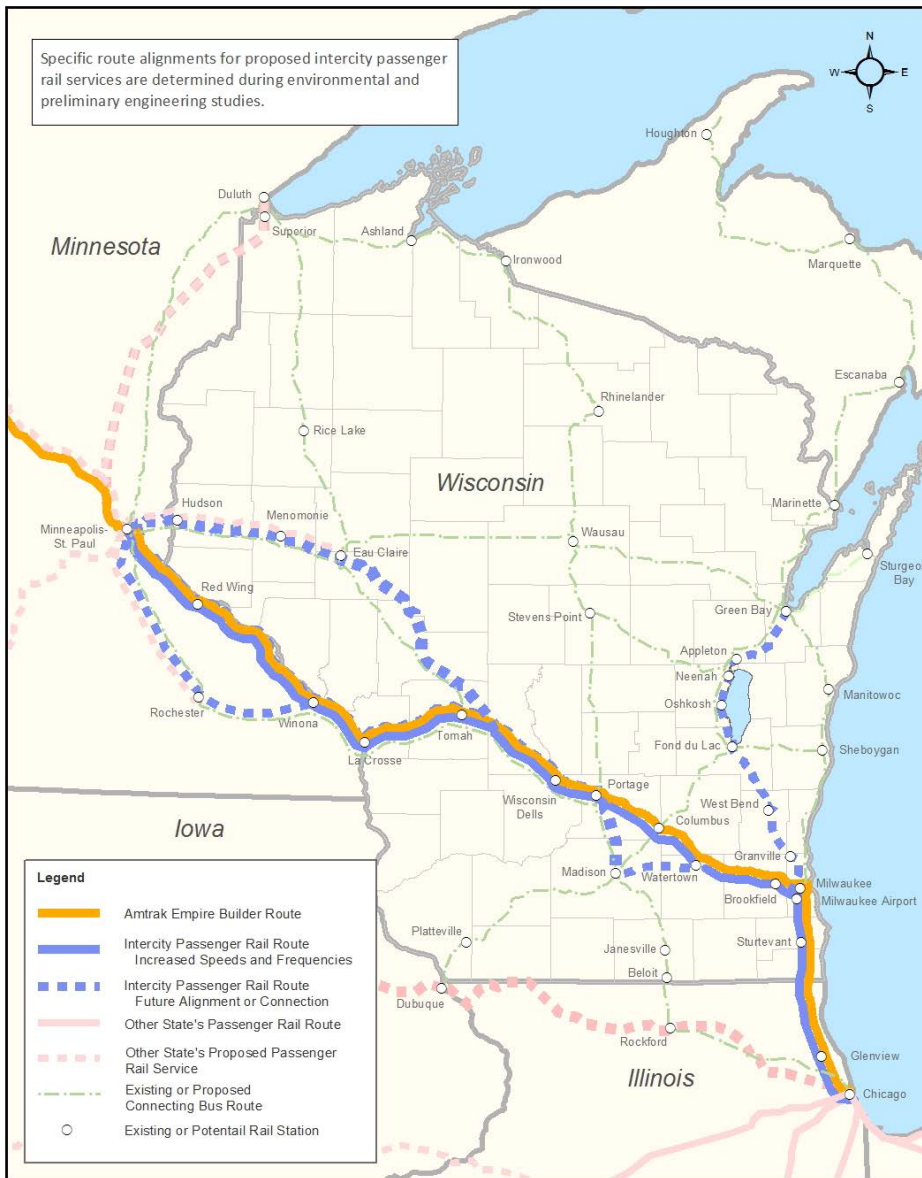 Specific route alignments for proposed intercity passenger
rail services are determined during environmental and
preliminary engineering studies.
N
W
E
S
Houghton
Duluth
Superior
Ashland
Minnesota
Ironwood
Marquette
Escanaba
Rhinelander
Rice Lake
Wisconsin
Marinette
Hudson
Menomonie
Minneapolis-
St. Paul
Wausau
Eau Claire
Sturgeo
Bay
Red Wing
Green Bay
Stevens Point
Appleton
Neenah
Manitowoc
Rochester
Oshkosh
Winona
Tomah
Fond du Lac
Sheboygan
La Crosse
Wisconsin
Dells
Portage
West Bend
Columbus
Iowa
Granville
Madison
Watertown
Milwaukee
Brookfield
Milwaukee Airport
Platteville
Sturtevant
Janesville
Beloit
Dubuque
Rockford
Glenview
Illinois
Chicago
Legend
Amtrak Empire Builder Route
Intercity Passenger Rail Route
Increased Speeds and Frequencies
Intercity Passenger Rail Route
Future Alignment or Connection
Other State's Passenger Rail Route
Other State's Proposed Passenger
Rail Service
Existing or Proposed
Connecting Bus Route
Existing or Potentail Rail Station